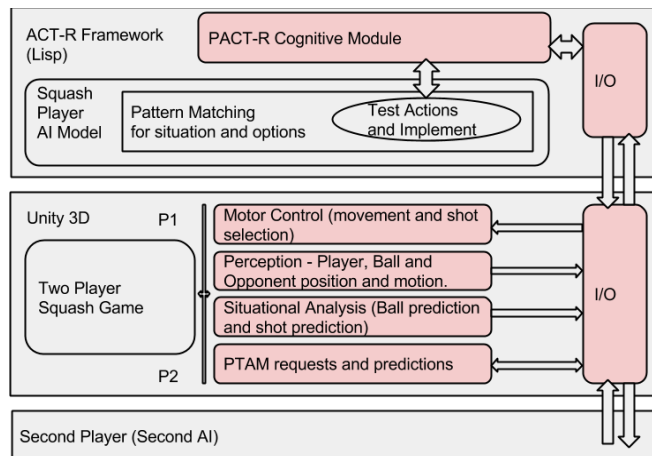 ACT-R Framework
(Lisp)
PACT-R Cognitive Module
I/O
Squash
Player
AI Model
Pattern Matching
for situation and options
Test Actions
and Implement
Unity 3D
P1
Two Player
Squash Game
P2
Motor Control (movement and shot
selection)
Perception - Player, Ball and
Opponent position and motion.
Situational Analysis (Ball prediction
and shot prediction)
PTAM requests and predictions
I/O
Second Player (Second AI)